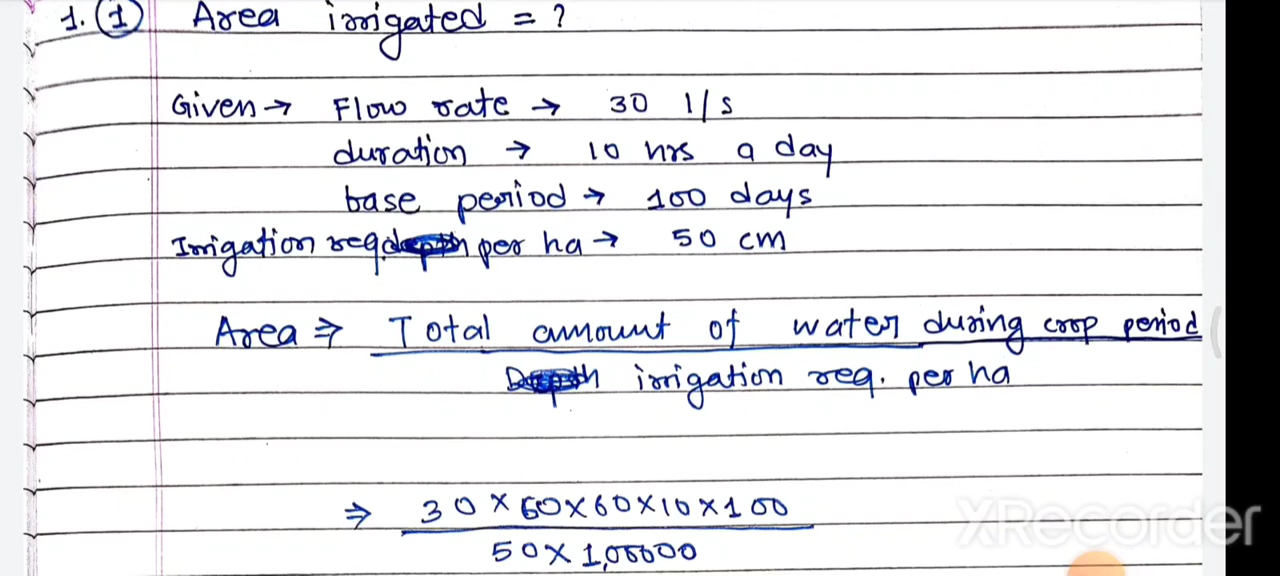 1. ① Area irrigated = ?
Given → Flow rate → 30 l/s
duration → 10 hrs a day
base period → 100 days
Irrigation req. per ha → 50 cm
Area ⇒ Total amount of water during crop period
irrigation req. per ha
⇒ 30 × 60 × 60 × 10 × 100
50 × 1,00000
XRecorder